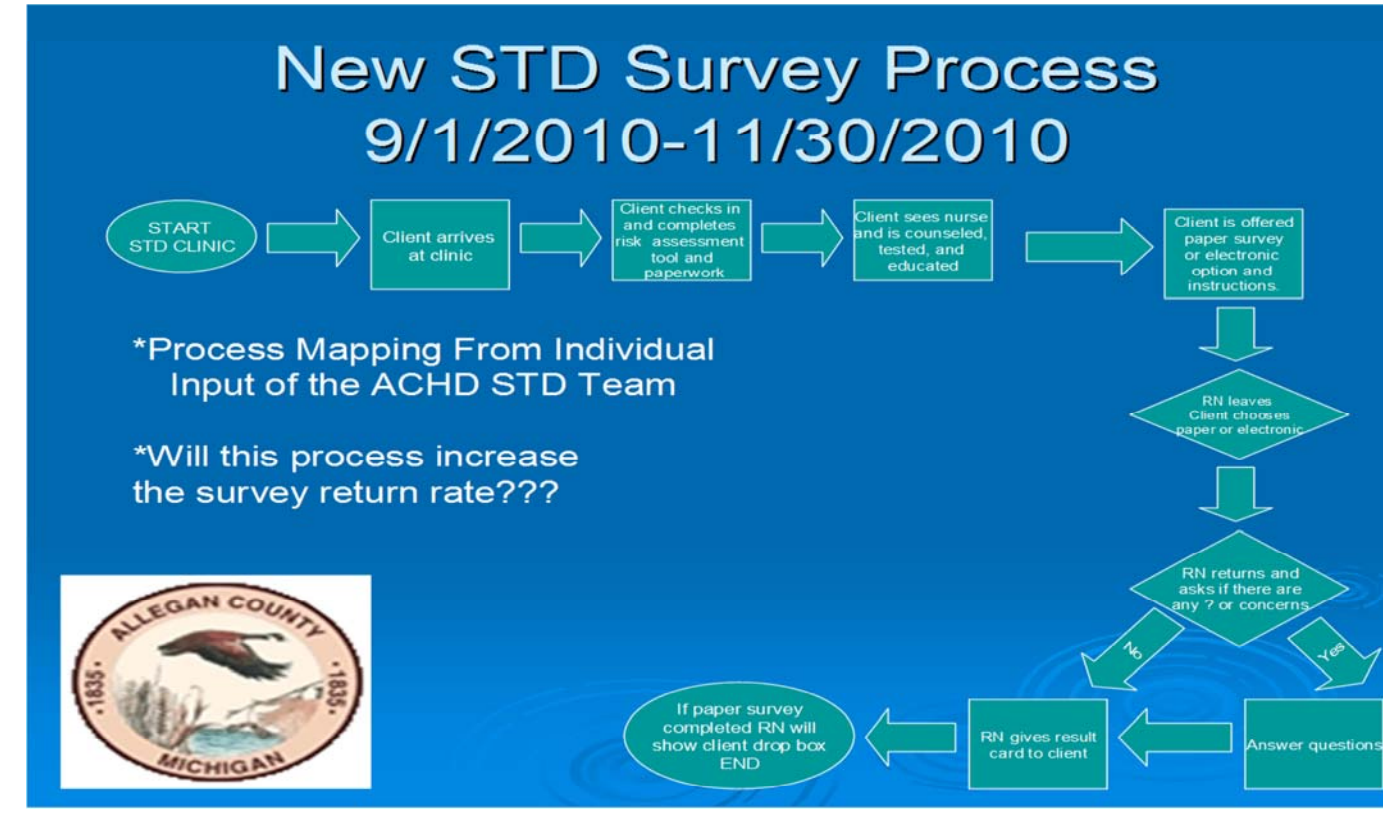 New STD Survey Process
9/1/2010-11/30/2010
START
STD CLINIC
Client arrives
at clinic
Client checks in
and completes
risk assessment
tool and
paperwork
Client sees nurse
and is counseled,
tested, and
educated
Client is offered
paper survey
or electronic
option and
instructions.
*Process Mapping From Individual
Input of the ACHD STD Team
*Will this process increase
the survey return rate???
RN leaves
Client chooses
paper or electronic
RN returns and
asks if there are
any ? or concerns
No
Yes
Answer questions
RN gives result
card to client
If paper survey
completed RN will
show client drop box
END
ALLEGAN COUNTY
·1835·
·1835·
MICHIGAN